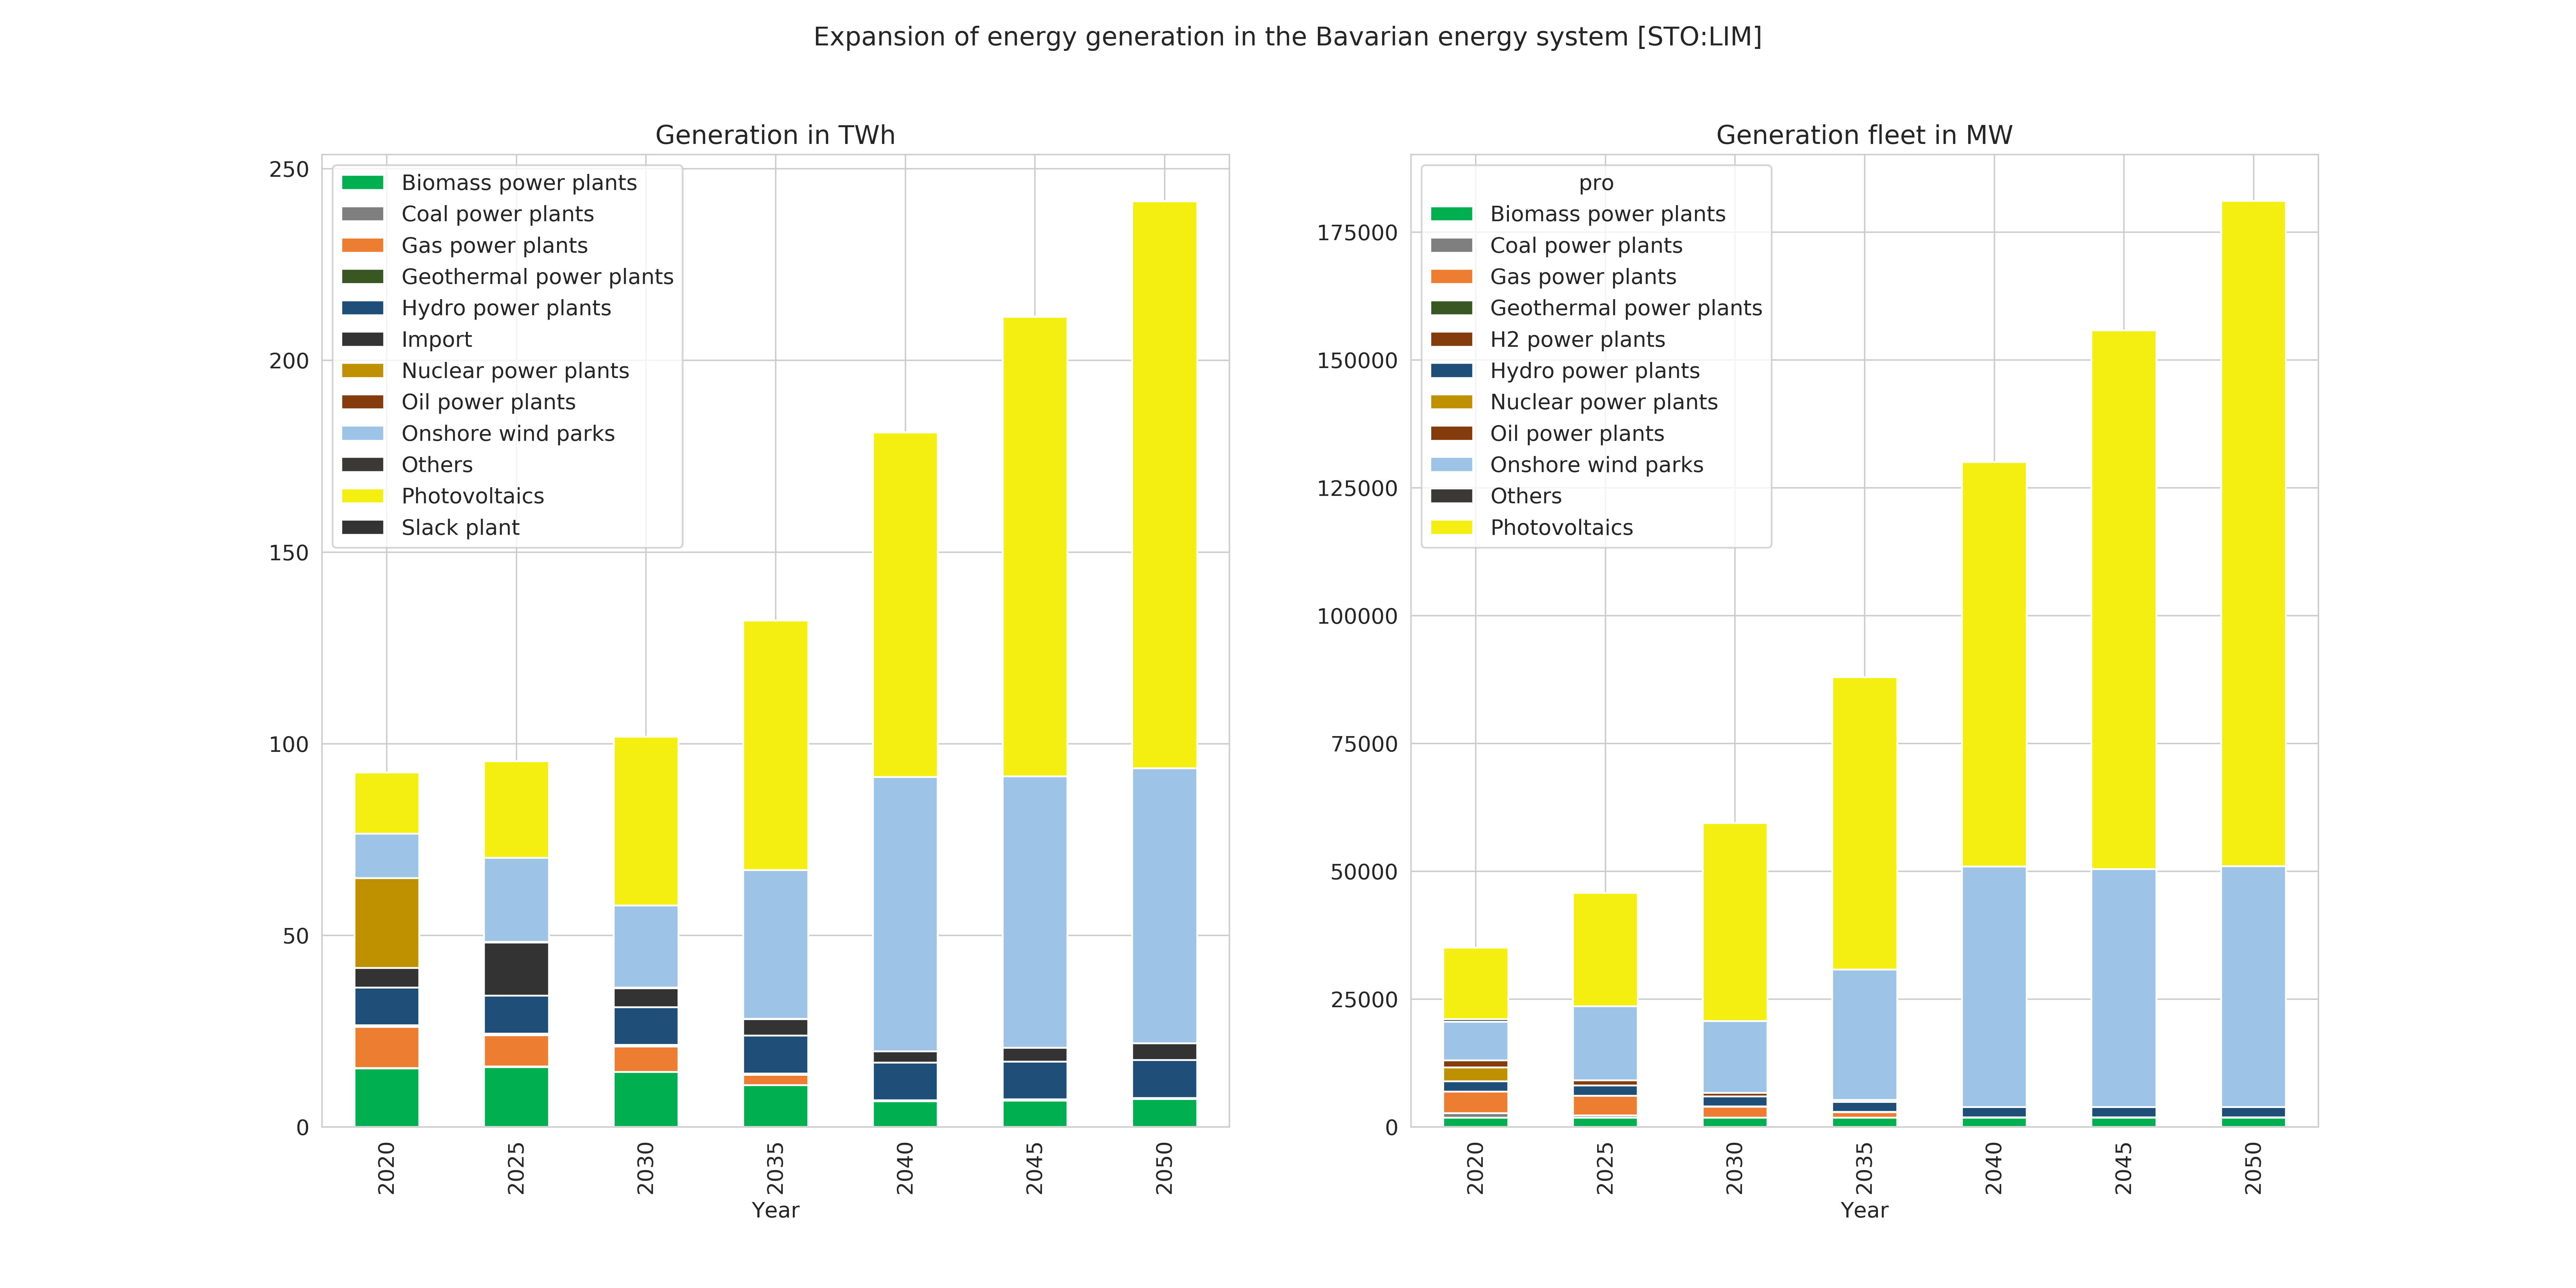 Expansion of energy generation in the Bavarian energy system [STO:LIM]
Generation in TWh
250
200
150
100
50
0
Biomass power plants
Coal power plants
Gas power plants
Geothermal power plants
Hydro power plants
Import
Nuclear power plants
Oil power plants
Onshore wind parks
Others
Photovoltaics
Slack plant
2020
2025
2030
2035
2040
2045
2050
Year
Generation fleet in MW
175000
150000
125000
100000
75000
50000
25000
0
pro
Biomass power plants
Coal power plants
Gas power plants
Geothermal power plants
H2 power plants
Hydro power plants
Nuclear power plants
Oil power plants
Onshore wind parks
Others
Photovoltaics
2020
2025
2030
2035
2040
2045
2050
Year